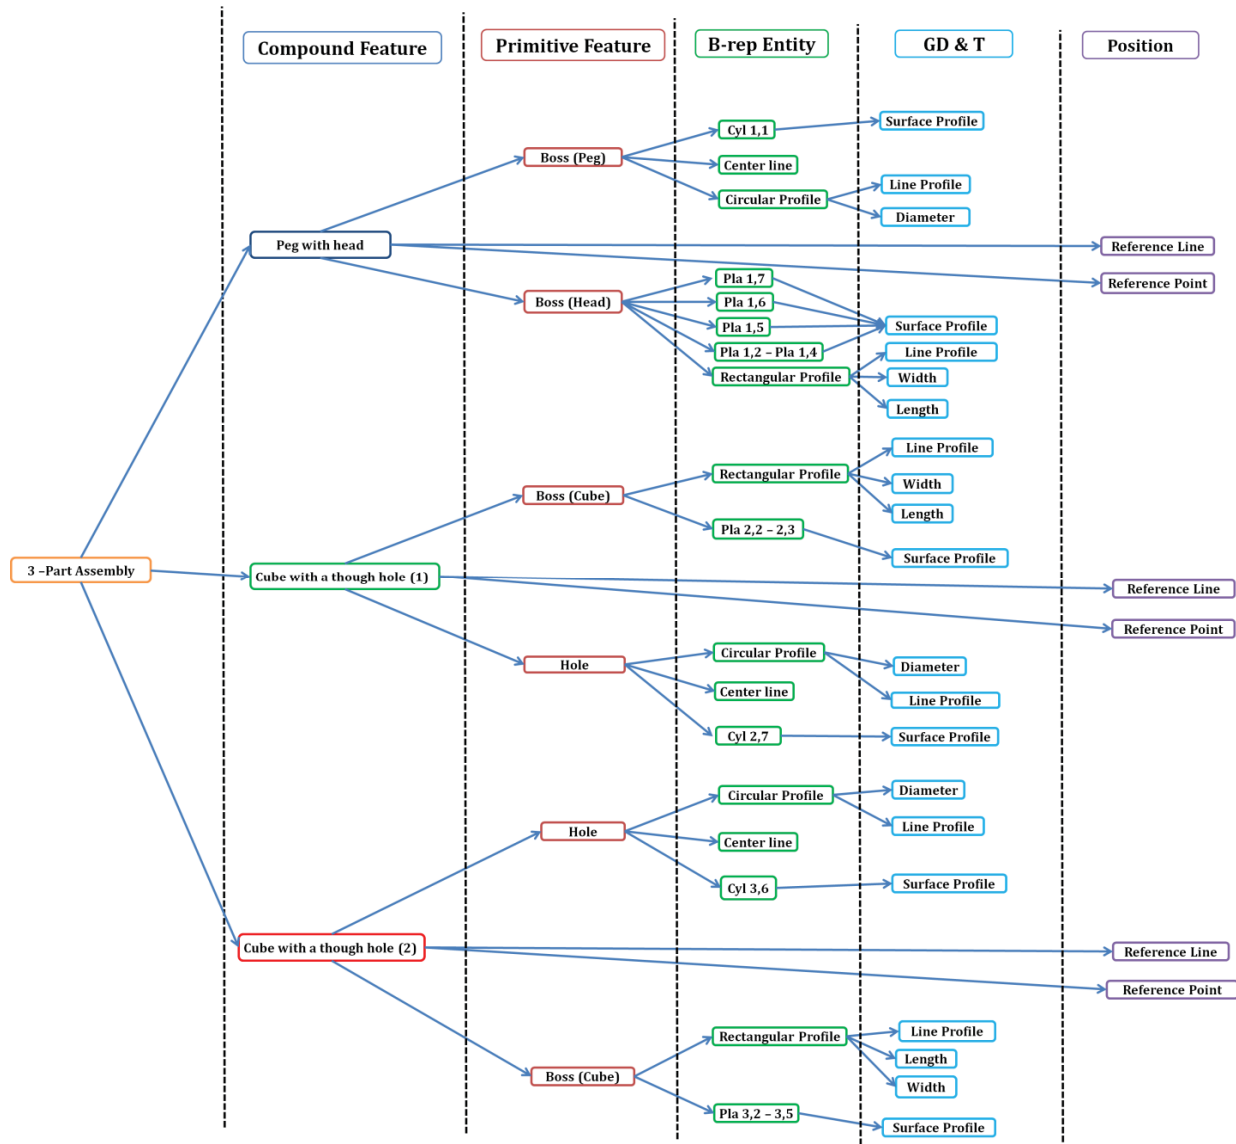 Compound Feature
Primitive Feature
B-rep Entity
GD & T
Position
Cyl 1,1
Surface Profile
Boss (Peg)
Center line
Line Profile
Circular Profile
Diameter
Peg with head
Reference Line
Reference Point
Pla 1,7
Boss (Head)
Pla 1,6
Pla 1,5
Surface Profile
Pla 1,2 – Pla 1,4
Line Profile
Rectangular Profile
Width
Length
Line Profile
Rectangular Profile
Width
Boss (Cube)
Length
Pla 2,2 – 2,3
Surface Profile
3 –Part Assembly
Cube with a though hole (1)
Reference Line
Reference Point
Circular Profile
Hole
Diameter
Center line
Line Profile
Cyl 2,7
Surface Profile
Diameter
Circular Profile
Line Profile
Hole
Center line
Cyl 3,6
Surface Profile
Cube with a though hole (2)
Reference Line
Reference Point
Line Profile
Rectangular Profile
Length
Boss (Cube)
Width
Pla 3,2 – 3,5
Surface Profile